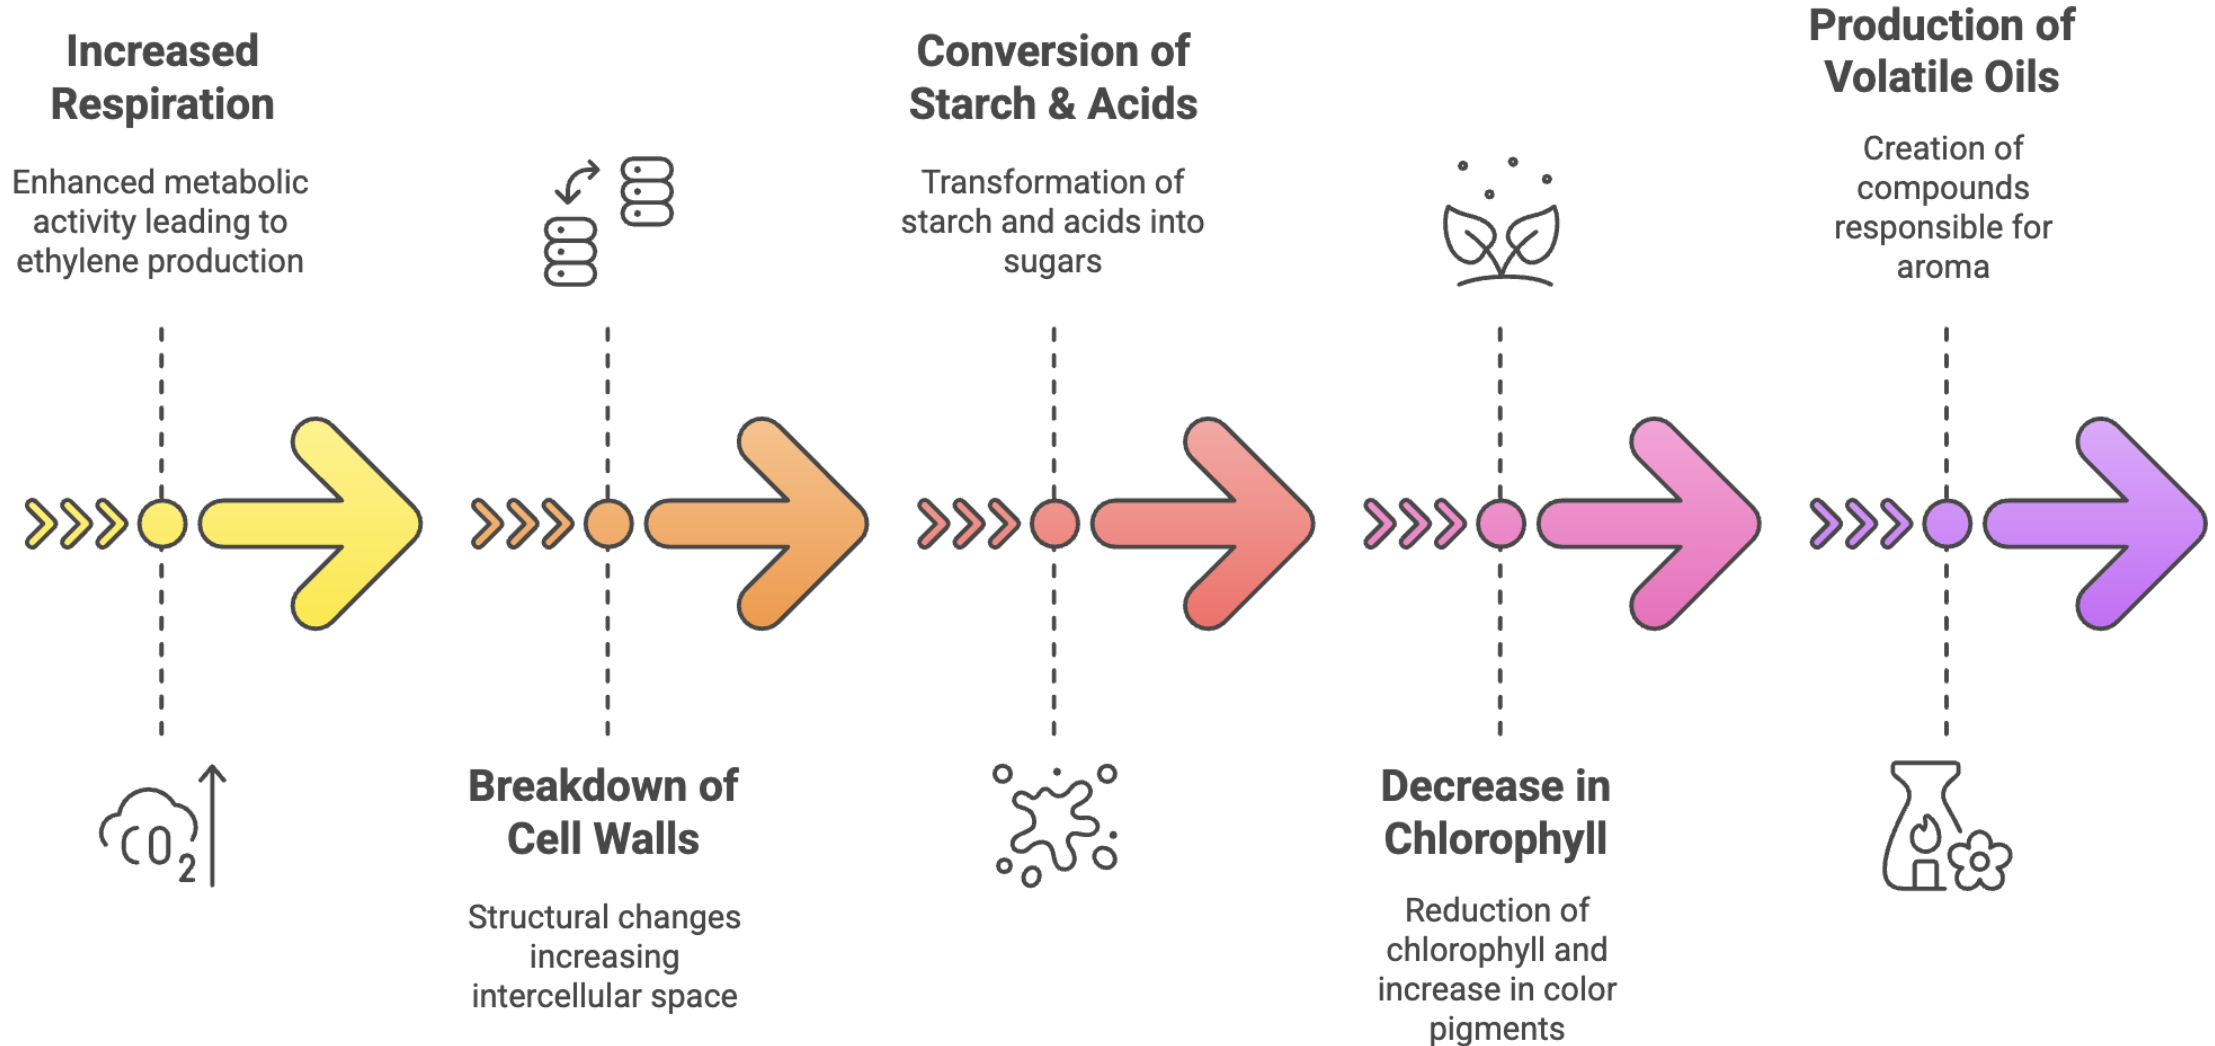 Increased
Respiration
Enhanced metabolic
activity leading to
ethylene production
CO2
Breakdown of
Cell Walls
Structural changes
increasing
intercellular space
Conversion of
Starch & Acids
Transformation of
starch and acids into
sugars
Decrease in
Chlorophyll
Reduction of
chlorophyll and
increase in color
pigments
Production of
Volatile Oils
Creation of
compounds
responsible for
aroma